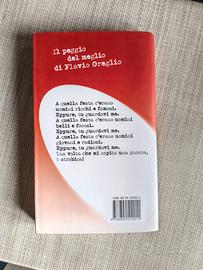 Il peggio
del meglio
di Flavio Oreglio
A quella festa c'erano uomini
ricchi e famosi.
Eppure, tu guardavi me.
A quella festa c'erano uomini
belli e focosi.
Eppure, tu guardavi me.
A quella festa c'erano uomini
giovani e radiosi.
Eppure, tu guardavi me.
Una volta che mi capita una gnocca,
è strabica!